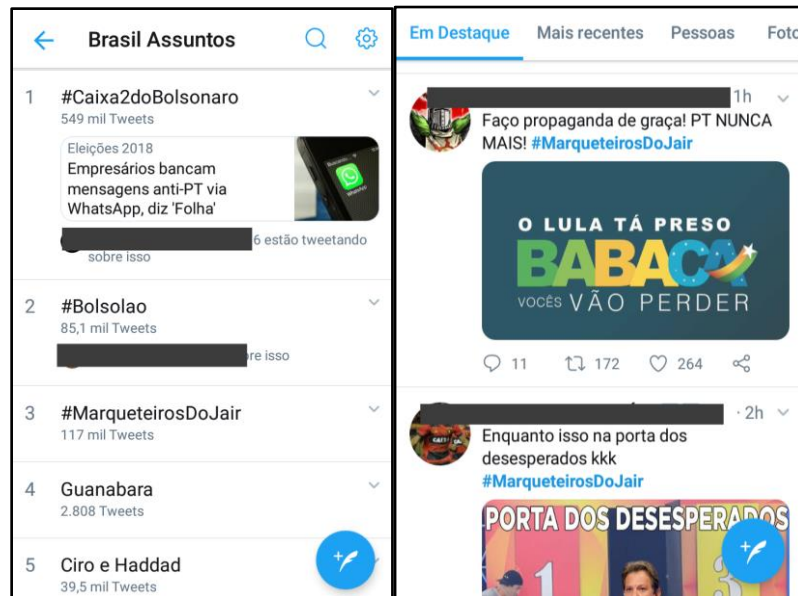 Brasil Assuntos
1 #Caixa2doBolsonaro
549 mil Tweets
Eleições 2018
Empresários bancam
mensagens anti-PT via
WhatsApp, diz 'Folha'
6 estão tweetando
sobre isso
2 #Bolsolao
85,1 mil Tweets
re isso
3 #MarqueteirosDoJair
117 mil Tweets
4 Guanabara
2.808 Tweets
5 Ciro e Haddad
39,5 mil Tweets
Em Destaque Mais recentes Pessoas Foto
1h
Faço propaganda de graça! PT NUNCA
MAIS! #MarqueteirosDoJair
O LULA TÁ PRESO
BABACA
VOCÊS VÃO PERDER
11 172 264
· 2h
Enquanto isso na porta dos
desesperados kkk
#MarqueteirosDoJair
PORTA DOS DESESPERADOS
1 3